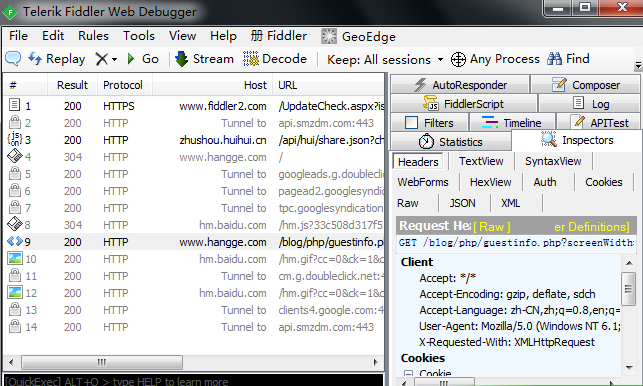 Telerik Fiddler Web Debugger
File Edit Rules Tools View Help 册 Fiddler GeoEdge
Replay Go Stream Decode Keep: All sessions Any Process Find
# Result Protocol Host URL
1 200 HTTPS www.fiddler2.com /UpdateCheck.aspx?is
2 200 HTTP Tunnel to api.smzdm.com:443
3 200 HTTP zhushou.huihui.cn /api/hui/share.json?ch
4 304 HTTP www.hangge.com /
5 200 HTTP Tunnel to googleads.g.doublecl
6 200 HTTP Tunnel to pagead2.googlesyndic
7 200 HTTP Tunnel to tpc.googlesyndication
8 304 HTTP hm.baidu.com /hm.js?33c508d317f5
9 200 HTTP www.hangge.com /blog/php/guestinfo.p
10 200 HTTP hm.baidu.com /hm.gif?cc=0&ck=1&c
11 200 HTTP Tunnel to cm.g.doubleclick.net:4
12 200 HTTP hm.baidu.com /hm.gif?cc=0&ck=1&c
13 200 HTTP Tunnel to clients4.google.com:4
14 200 HTTP Tunnel to api.smzdm.com:443
[QuickExec] ALT+Q > type HELP to learn more
AutoResponder Composer
FiddlerScript Log
Filters Timeline APITest
Statistics Inspectors
Headers TextView SyntaxView
WebForms HexView Auth Cookies
Raw JSON XML
Request He [ Raw ] er Definitions]
GET /blog/php/guestinfo.php?screenWidth
Client
Accept: */*
Accept-Encoding: gzip, deflate, sdch
Accept-Language: zh-CN,zh;q=0.8,en;q=
User-Agent: Mozilla/5.0 (Windows NT 6.1;
X-Requested-With: XMLHttpRequest
Cookies
Cookie